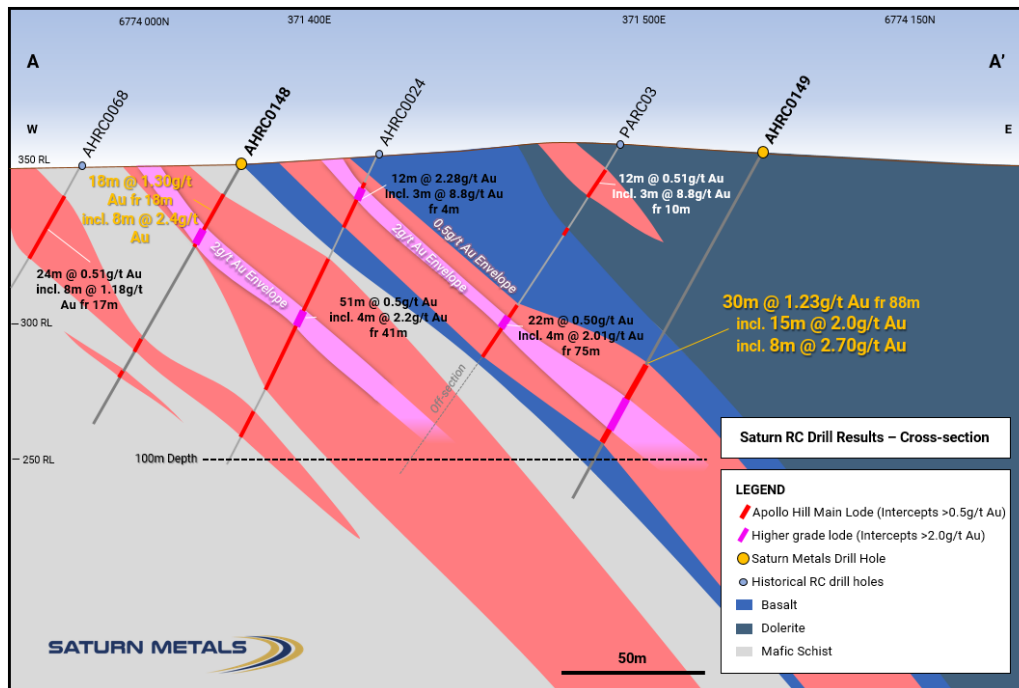 6774 000N
371 400E
371 500E
6774 150N
A
A’
W
E
AHRC0068
AHRC0148
AHRC0024
PARC03
AHRC0149
350 RL
18m @ 1.30g/t
Au fr 18m
incl. 8m @ 2.4g/t
Au
12m @ 2.28g/t Au
Incl. 3m @ 8.8g/t Au
fr 4m
12m @ 0.51g/t Au
Incl. 3m @ 8.8g/t Au
fr 10m
0.5g/t Au Envelope
2g/t Au Envelope
2g/t Au Envelope
24m @ 0.51g/t Au
incl. 8m @ 1.18g/t
Au fr 17m
51m @ 0.5g/t Au
incl. 4m @ 2.2g/t Au
fr 41m
22m @ 0.50g/t Au
Incl. 4m @ 2.01g/t Au
fr 75m
30m @ 1.23g/t Au fr 88m
incl. 15m @ 2.0g/t Au
incl. 8m @ 2.70g/t Au
300 RL
Off-section
250 RL
100m Depth
Saturn RC Drill Results – Cross-section
LEGEND
Apollo Hill Main Lode (Intercepts >0.5g/t Au)
Higher grade lode (Intercepts >2.0g/t Au)
Saturn Metals Drill Hole
Historical RC drill holes
Basalt
Dolerite
Mafic Schist
SATURN METALS
50m